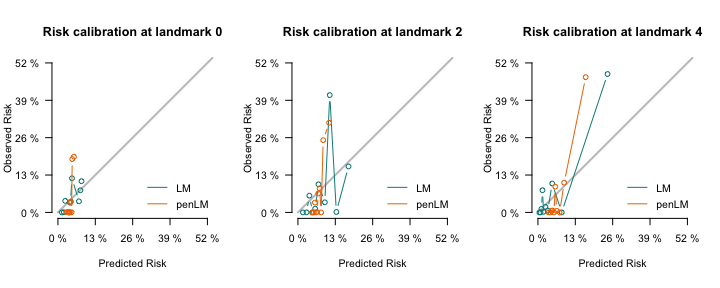 Risk calibration at landmark 0
Observed Risk
52 %
39 %
26 %
13 %
0 %
LM
penLM
0 %
13 %
26 %
39 %
52 %
Predicted Risk
Risk calibration at landmark 2
Observed Risk
52 %
39 %
26 %
13 %
0 %
LM
penLM
0 %
13 %
26 %
39 %
52 %
Predicted Risk
Risk calibration at landmark 4
Observed Risk
52 %
39 %
26 %
13 %
0 %
LM
penLM
0 %
13 %
26 %
39 %
52 %
Predicted Risk